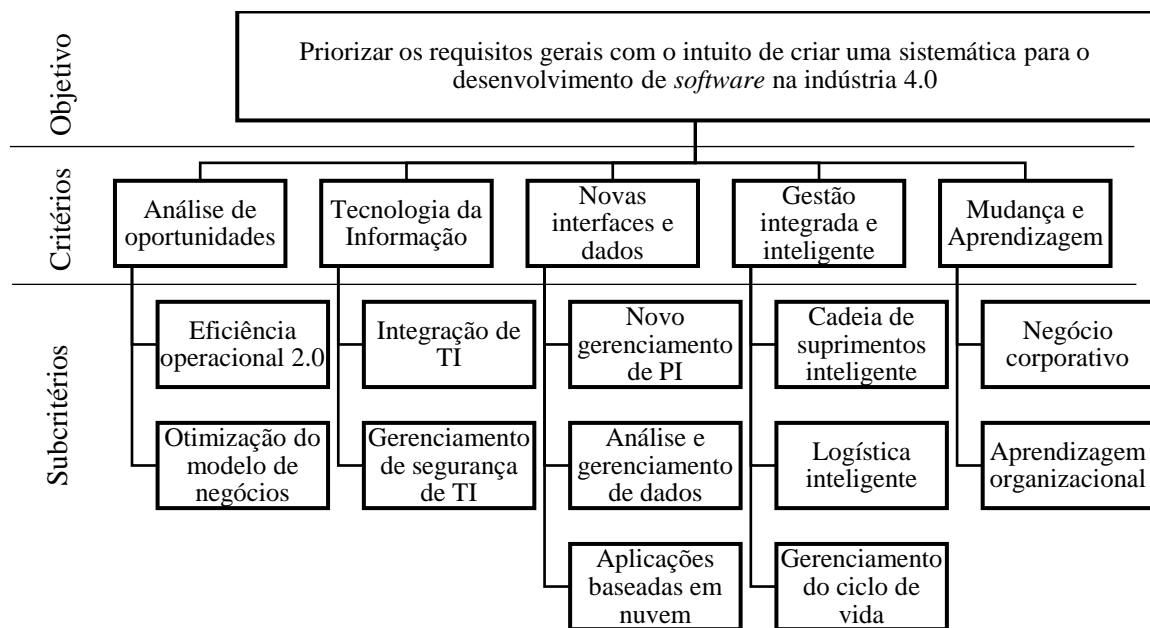 Objetivo
Priorizar os requisitos gerais com o intuito de criar uma sistemática para o
desenvolvimento de software na indústria 4.0
Critérios
Análise de
oportunidades
Tecnologia da
Informação
Novas
interfaces e
dados
Gestão
integrada e
inteligente
Mudança e
Aprendizagem
Subcritérios
Eficiência
operacional 2.0
Integração de
TI
Novo
gerenciamento
de PI
Cadeia de
suprimentos
inteligente
Negócio
corporativo
Otimização do
modelo de
negócios
Gerenciamento
de segurança
de TI
Análise e
gerenciamento
de dados
Logística
inteligente
Aprendizagem
organizacional
Aplicações
baseadas em
nuvem
Gerenciamento
do ciclo de
vida